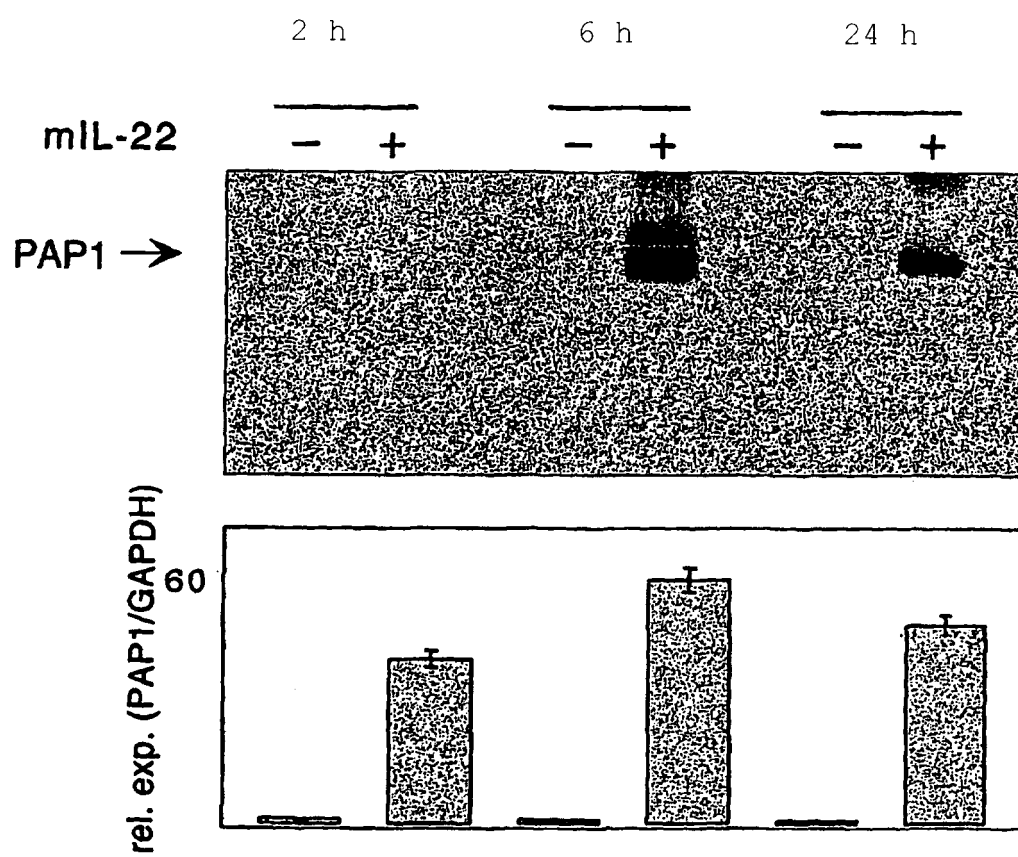 2 h 6 h 24 h
mIL-22 − + − + − +
PAP1 →
rel. exp. (PAP1/GAPDH)
60